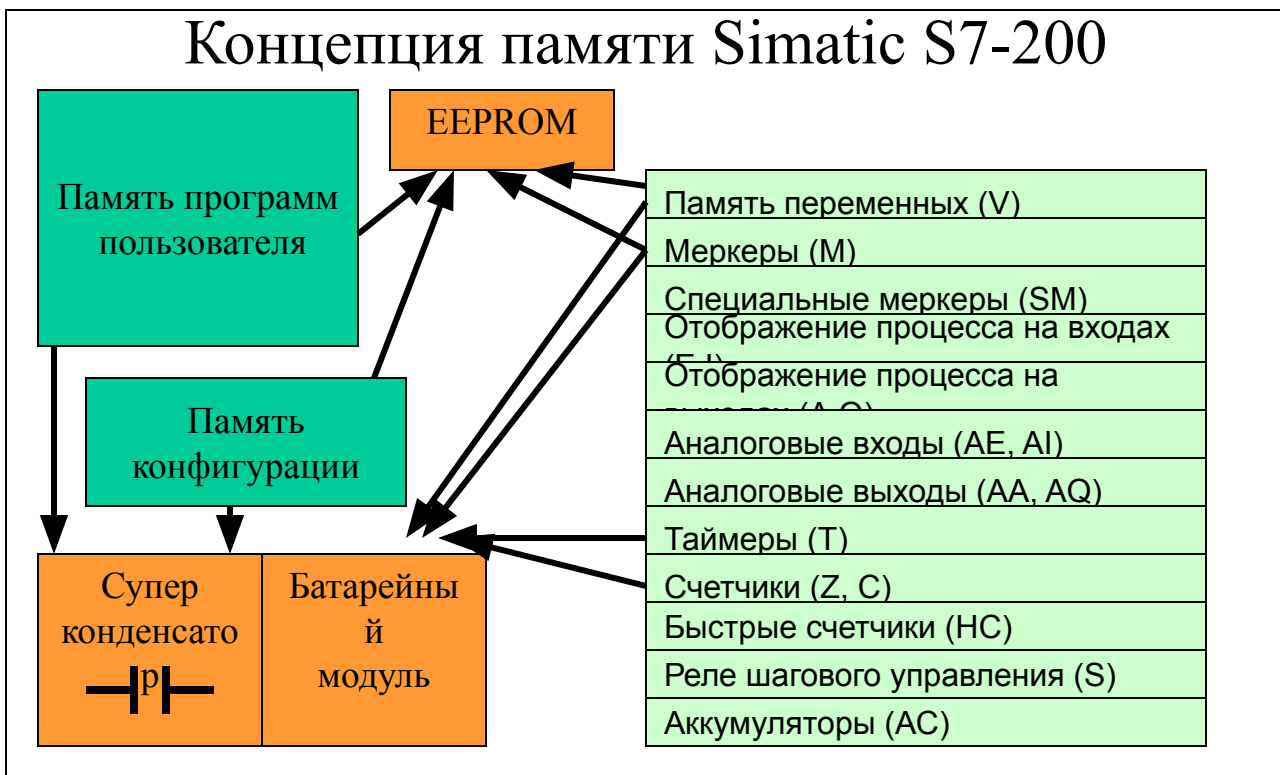 Концепция памяти Simatic S7-200
EEPROM
Память программ
пользователя
Память
конфигурации
Супер
конденсато
р
Батарейны
й
модуль
Память переменных (V)
Меркеры (M)
Специальные меркеры (SM)
Отображение процесса на входах
Отображение процесса на
Аналоговые входы (AE, AI)
Аналоговые выходы (AA, AQ)
Таймеры (T)
Счетчики (Z, C)
Быстрые счетчики (HC)
Реле шагового управления (S)
Аккумуляторы (AC)